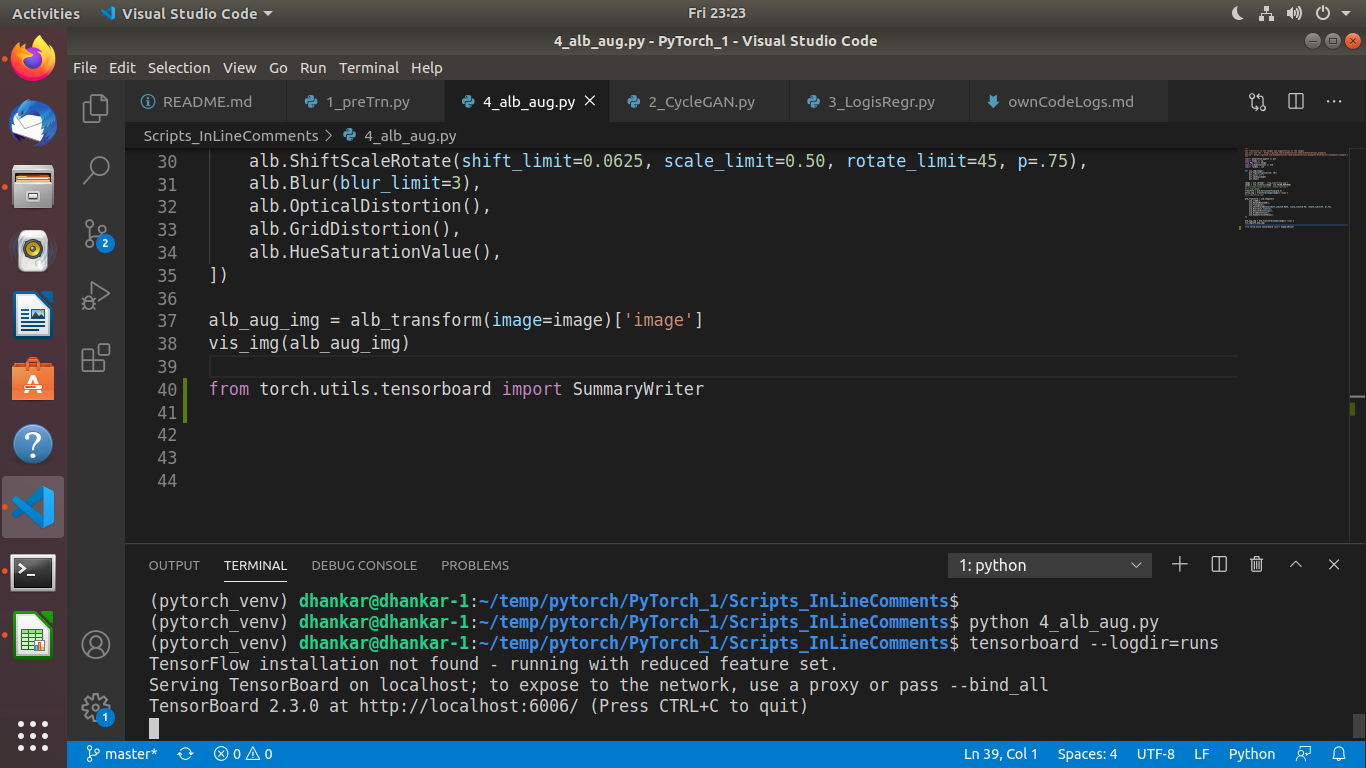 Activities Visual Studio Code Fri 23:23
4_alb_aug.py - PyTorch_1 - Visual Studio Code
File Edit Selection View Go Run Terminal Help
README.md 1_preTrn.py 4_alb_aug.py 2_CycleGAN.py 3_LogisRegr.py ownCodeLogs.md
Scripts_InLineComments > 4_alb_aug.py
30 alb.ShiftScaleRotate(shift_limit=0.0625, scale_limit=0.50, rotate_limit=45, p=.75),
31 alb.Blur(blur_limit=3),
32 alb.OpticalDistortion(),
33 alb.GridDistortion(),
34 alb.HueSaturationValue(),
35 ])
36
37 alb_aug_img = alb_transform(image=image)['image']
38 vis_img(alb_aug_img)
39
40 from torch.utils.tensorboard import SummaryWriter
41
42
43
44
2
OUTPUT TERMINAL DEBUG CONSOLE PROBLEMS 1: python
(pytorch_venv) dhankar@dhankar-1:~/temp/pytorch/PyTorch_1/Scripts_InLineComments$
(pytorch_venv) dhankar@dhankar-1:~/temp/pytorch/PyTorch_1/Scripts_InLineComments$ python 4_alb_aug.py
(pytorch_venv) dhankar@dhankar-1:~/temp/pytorch/PyTorch_1/Scripts_InLineComments$ tensorboard --logdir=runs
TensorFlow installation not found - running with reduced feature set.
Serving TensorBoard on localhost; to expose to the network, use a proxy or pass --bind_all
TensorBoard 2.3.0 at http://localhost:6006/ (Press CTRL+C to quit)
1
master* 0 0 Ln 39, Col 1 Spaces: 4 UTF-8 LF Python